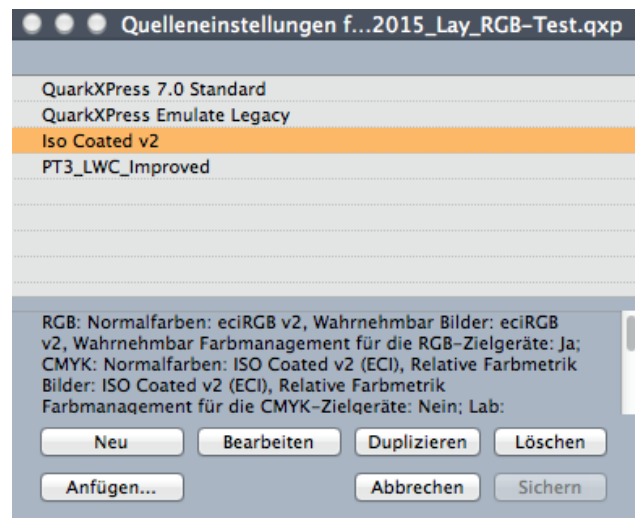 Quelleneinstellungen f...2015_Lay_RGB-Test.qxp
QuarkXPress 7.0 Standard
QuarkXPress Emulate Legacy
Iso Coated v2
PT3_LWC_Improved
RGB: Normalfarben: eciRGB v2, Wahrnehmbar Bilder: eciRGB
v2, Wahrnehmbar Farbmanagement für die RGB-Zielgeräte: Ja;
CMYK: Normalfarben: ISO Coated v2 (ECI), Relative Farbmetrik
Bilder: ISO Coated v2 (ECI), Relative Farbmetrik
Farbmanagement für die CMYK-Zielgeräte: Nein; Lab:
Neu Bearbeiten Duplizieren Löschen
Anfügen... Abbrechen Sichern